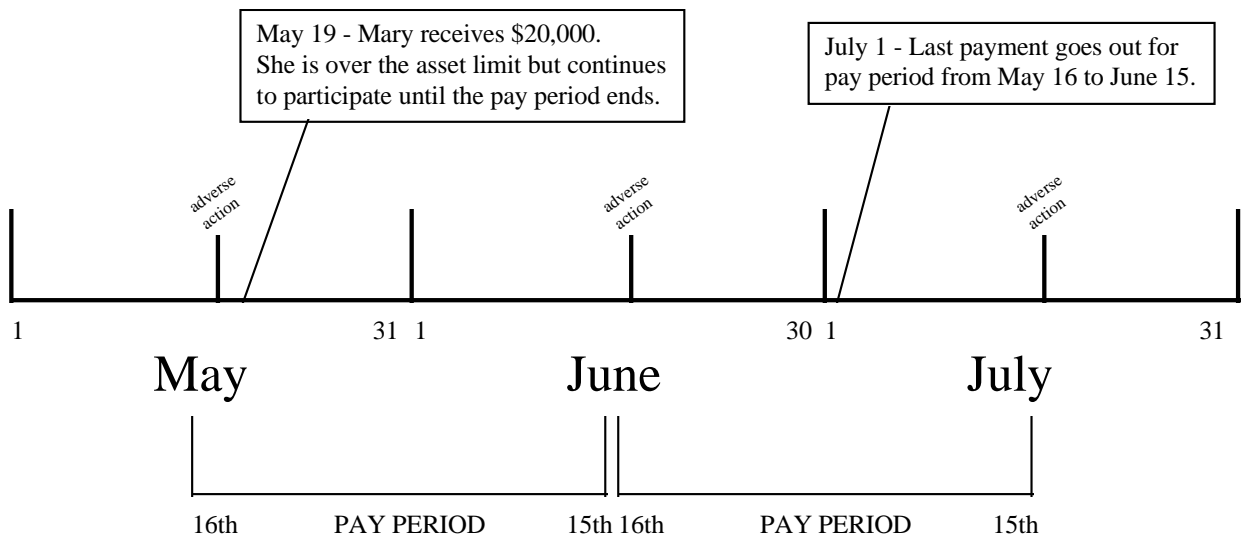 May 19 - Mary receives $20,000.
She is over the asset limit but continues
to participate until the pay period ends.
July 1 - Last payment goes out for
pay period from May 16 to June 15.
adverse
action
adverse
action
adverse
action
1 31 1 30 1 31
May June July
16th PAY PERIOD 15th 16th PAY PERIOD 15th